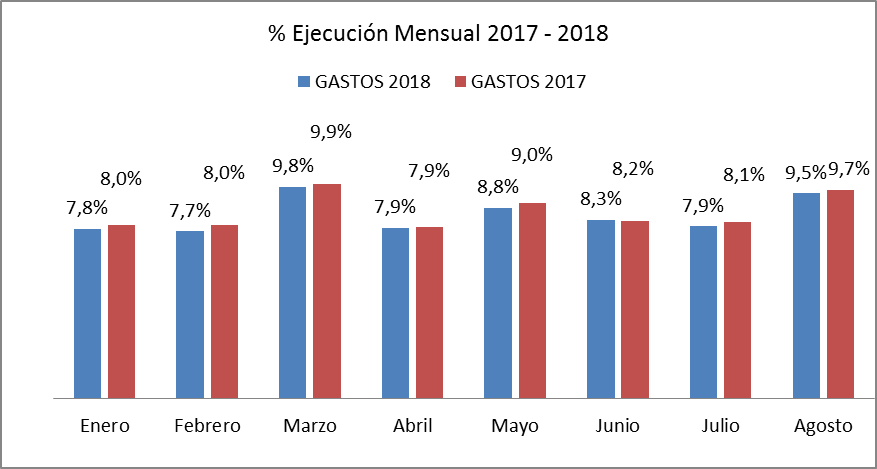 % Ejecución Mensual 2017 - 2018
GASTOS 2018 GASTOS 2017
7,8% 8,0% 7,7% 8,0% 9,8% 9,9% 7,9% 7,9% 8,8% 9,0% 8,3% 8,2% 7,9% 8,1% 9,5% 9,7%
Enero Febrero Marzo Abril Mayo Junio Julio Agosto